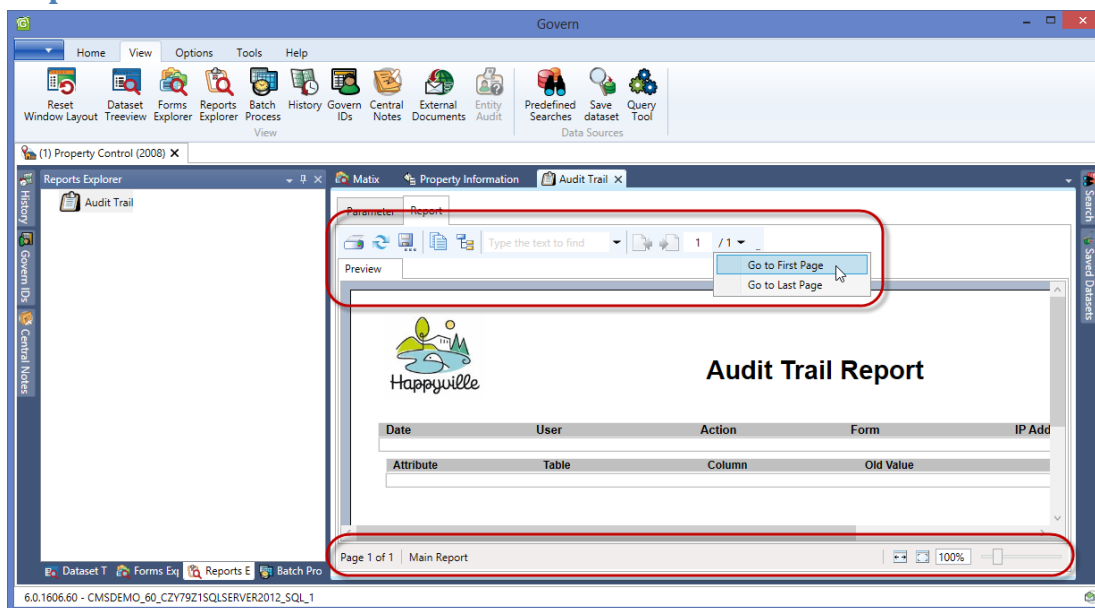 Govern
Home View Options Tools Help
Reset Window Layout
Dataset Treeview
Forms Explorer
Reports Explorer
Batch Process
History
Govern IDs
Central Notes
External Documents
Entity Audit
Predefined Searches
Save dataset
Query Tool
View
Data Sources
(1) Property Control (2008)
Reports Explorer
Matix Property Information Audit Trail
Audit Trail
History
Govern IDs
Central Notes
Search
Saved Datasets
Parameter Report
Type the text to find 1 / 1
Go to First Page
Go to Last Page
Preview
Happyville
Audit Trail Report
Date User Action Form IP Add
Attribute Table Column Old Value
Page 1 of 1 Main Report 100%
Dataset T Forms Exp Reports E Batch Pro
6.0.1606.60 - CMSDEMO_60_CZY79Z1SQLSERVER2012_SQL_1